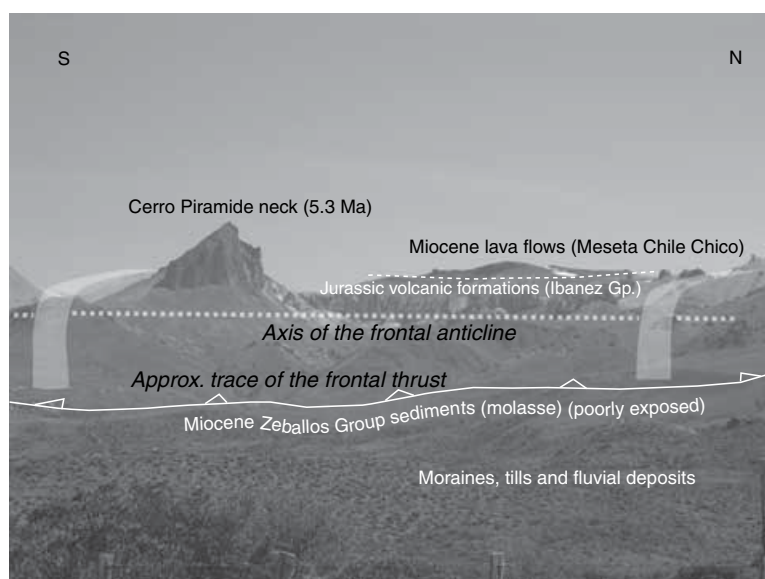 S
N
Cerro Piramide neck (5.3 Ma)
Miocene lava flows (Meseta Chile Chico)
Jurassic volcanic formations (Ibanez Gp.)
Axis of the frontal anticline
Approx. trace of the frontal thrust
Miocene Zeballos Group sediments (molasse) (poorly exposed)
Moraines, tills and fluvial deposits